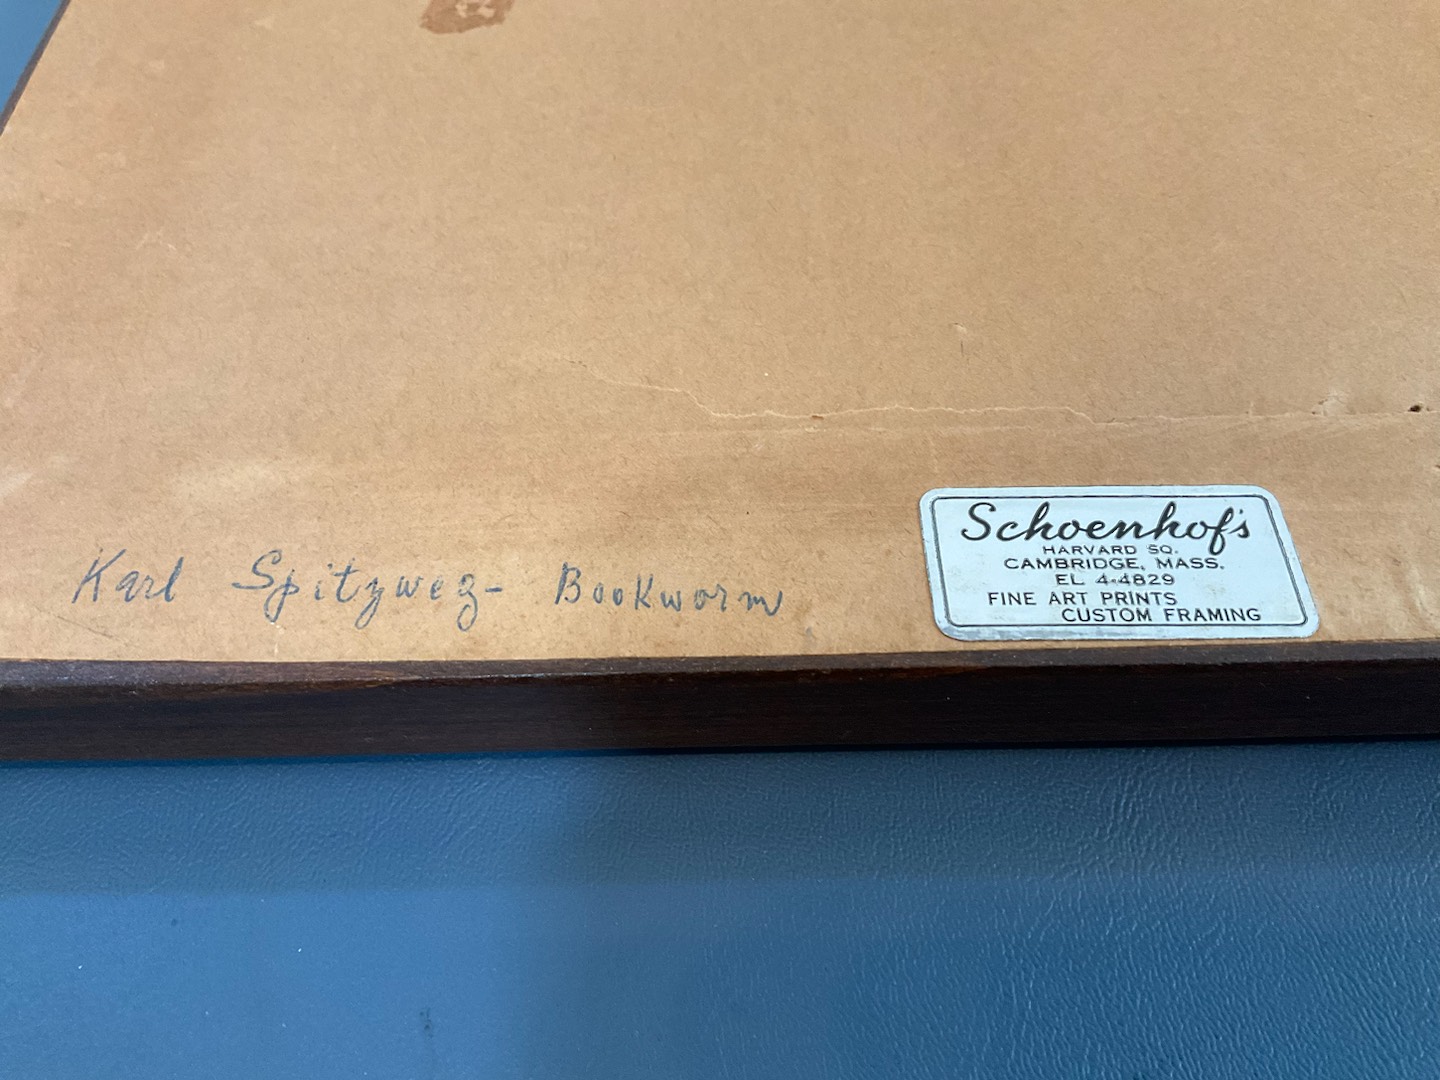 Karl Spitzweg - Bookworm
Schoenhof's
HARVARD SQ.
CAMBRIDGE, MASS.
EL 4-4829
FINE ART PRINTS
CUSTOM FRAMING